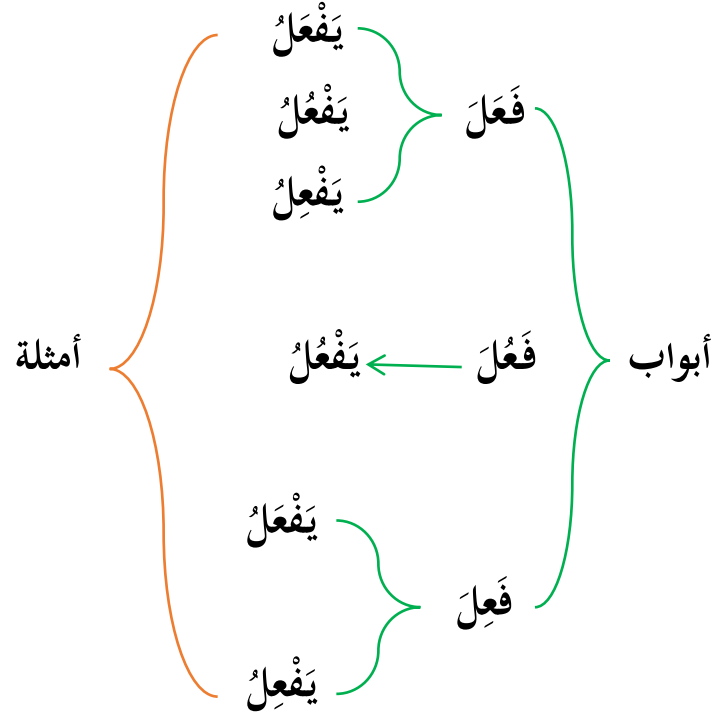 يَفْعَلُ
فَعَلَ
يَفْعُلُ
يَفْعِلُ
أبواب
فَعُلَ
يَفْعُلُ
أمثلة
يَفْعَلُ
فَعِلَ
يَفْعِلُ